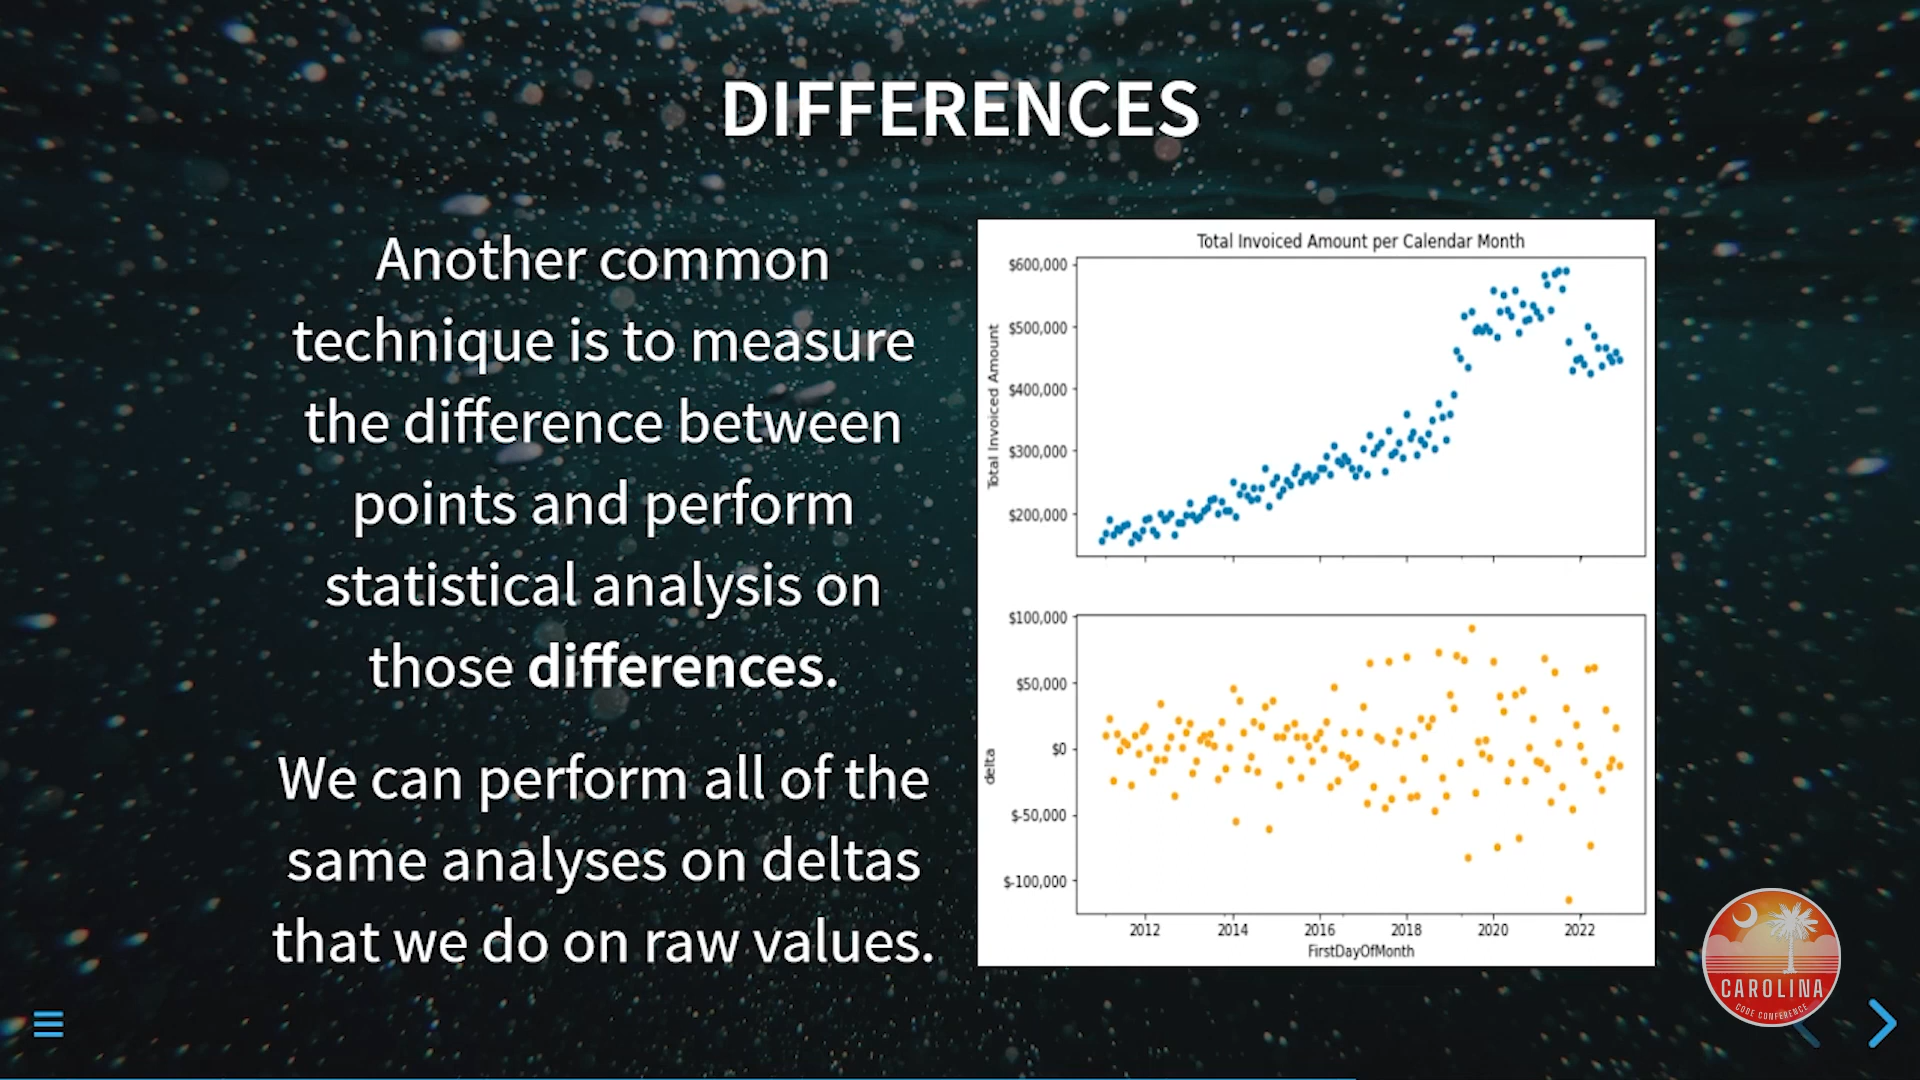 DIFFERENCES
Another common
technique is to measure
the difference between
points and perform
statistical analysis on
those differences.
We can perform all of the
same analyses on deltas
that we do on raw values.
Total Invoiced Amount per Calendar Month
Total Invoiced Amount
$600,000
$500,000
$400,000
$300,000
$200,000
delta
$100,000
$50,000
$0
$-50,000
$-100,000
2012 2014 2016 2018 2020 2022
FirstDayOfMonth
CAROLINA
CODE CONFERENCE